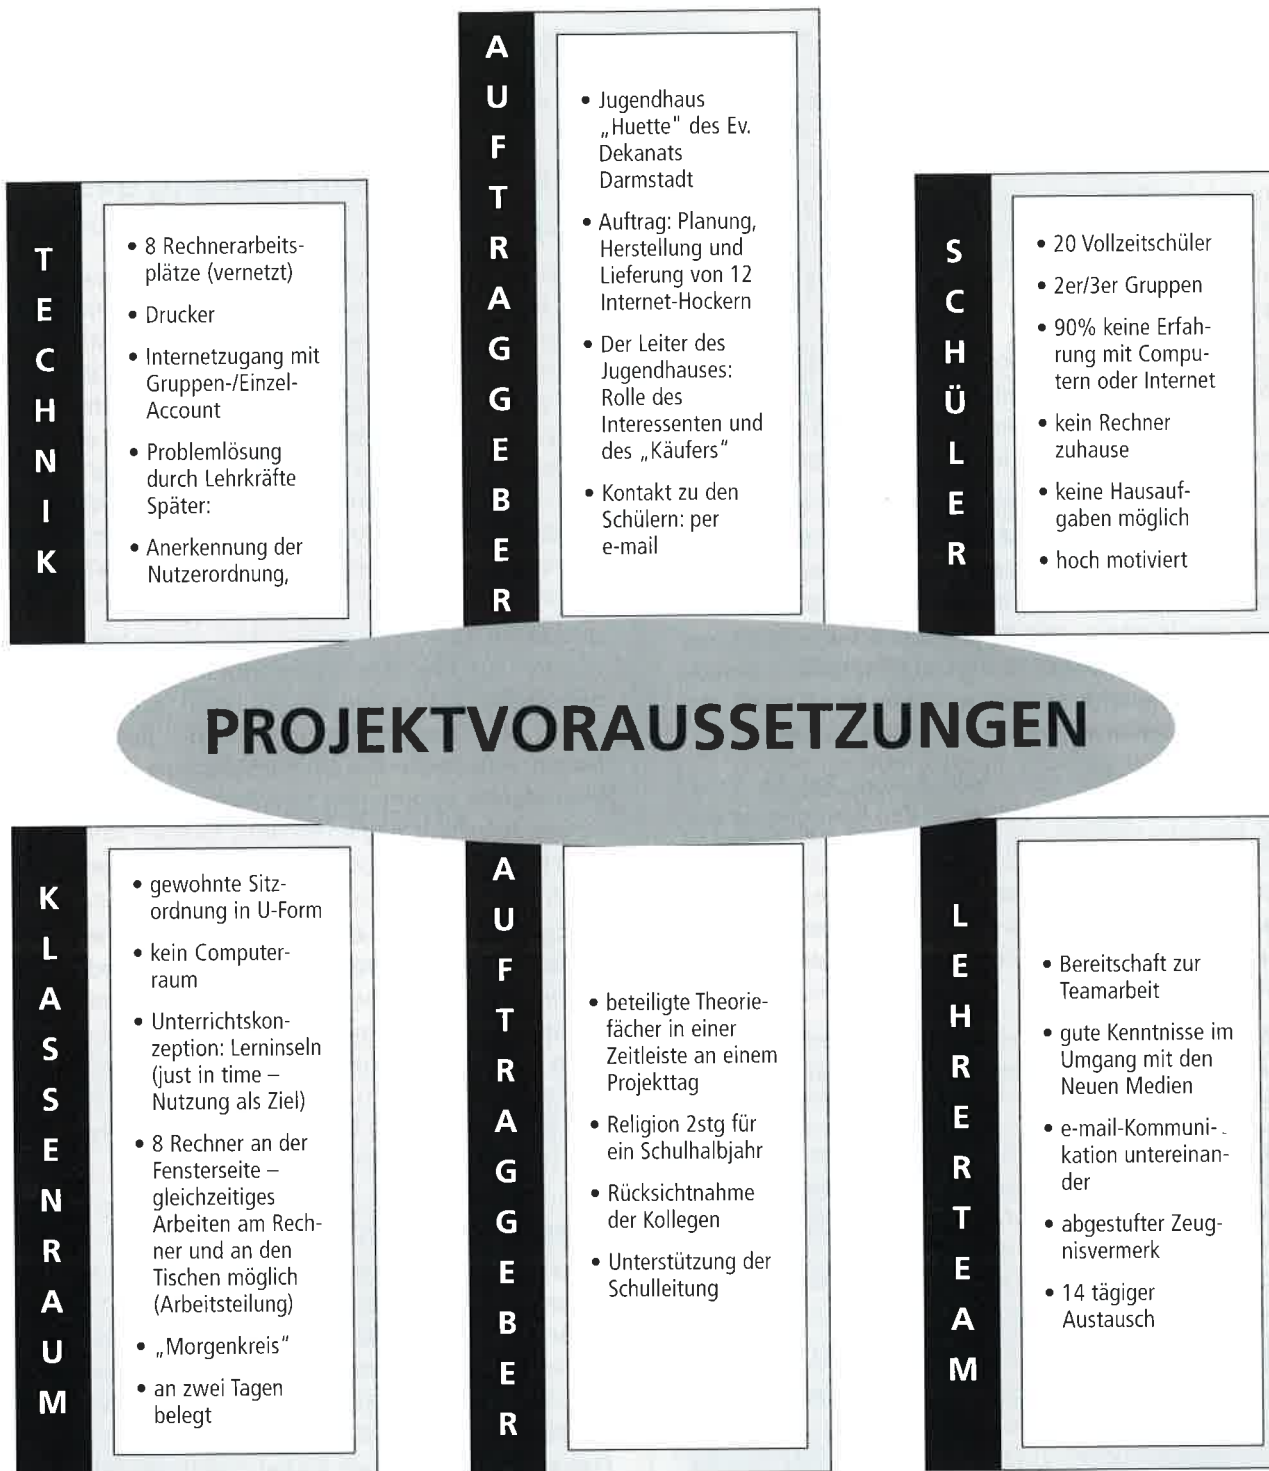 TECHNIK
• 8 Rechnerarbeits-
plätze (vernetzt)
• Drucker
• Internetzugang mit
Gruppen-/Einzel-
Account
• Problemlösung
durch Lehrkräfte
Später:
• Anerkennung der
Nutzerordnung,
AUFTRAGGEBER
• Jugendhaus
„Huette" des Ev.
Dekanats
Darmstadt
• Auftrag: Planung,
Herstellung und
Lieferung von 12
Internet-Hockern
• Der Leiter des
Jugendhauses:
Rolle des
Interessenten und
des „Käufers"
• Kontakt zu den
Schülern: per
e-mail
SCHÜLER
• 20 Vollzeitschüler
• 2er/3er Gruppen
• 90% keine Erfah-
rung mit Compu-
tern oder Internet
• kein Rechner
zuhause
• keine Hausauf-
gaben möglich
• hoch motiviert
PROJEKTVORAUSSETZUNGEN
KLASSENRAUM
• gewohnte Sitz-
ordnung in U-Form
• kein Computer-
raum
• Unterrichtskon-
zeption: Lerninseln
(just in time –
Nutzung als Ziel)
• 8 Rechner an der
Fensterseite –
gleichzeitiges
Arbeiten am Rech-
ner und an den
Tischen möglich
(Arbeitsteilung)
• „Morgenkreis"
• an zwei Tagen
belegt
AUFTRAGGEBER
• beteiligte Theorie-
fächer in einer
Zeitleiste an einem
Projekttag
• Religion 2stg für
ein Schulhalbjahr
• Rücksichtnahme
der Kollegen
• Unterstützung der
Schulleitung
LEHRERTEAM
• Bereitschaft zur
Teamarbeit
• gute Kenntnisse im
Umgang mit den
Neuen Medien
• e-mail-Kommuni-
kation untereinan-
der
• abgestufter Zeug-
nisvermerk
• 14 tägiger
Austausch